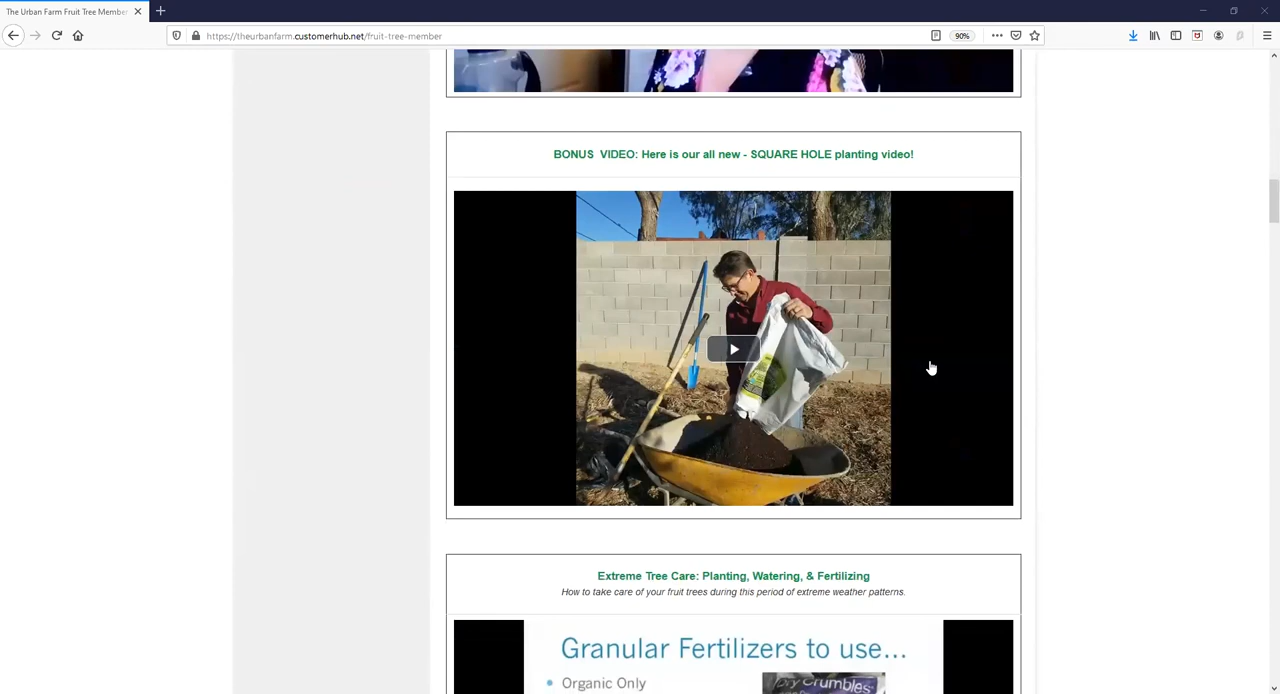 The Urban Farm Fruit Tree Member
https://theurbanfarm.customerhub.net/fruit-tree-member
90%
BONUS VIDEO: Here is our all new - SQUARE HOLE planting video!
Extreme Tree Care: Planting, Watering, & Fertilizing
How to take care of your fruit trees during this period of extreme weather patterns.
Granular Fertilizers to use...
• Organic Only
Dry Crumbles